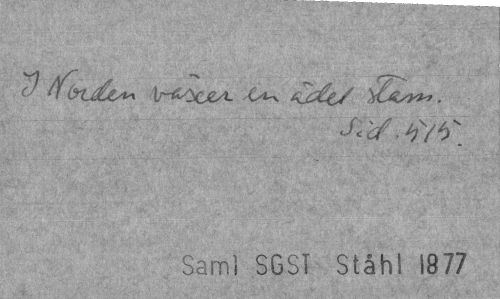 I Norden växer en ädel stam.
Sid. 515.
Saml SGST Ståhl 1877